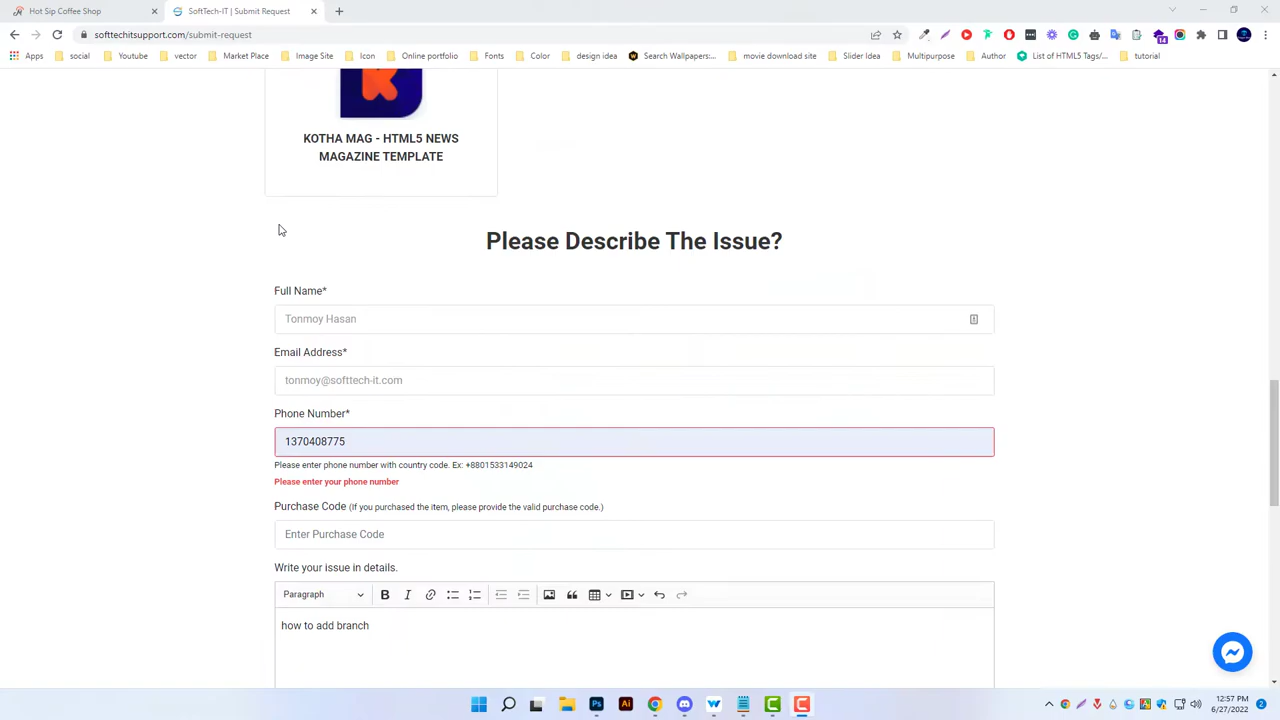 Hot Sip Coffee Shop
SoftTech-IT | Submit Request
softtechitsupport.com/submit-request
Apps social Youtube vector Market Place Image Site Icon Online portfolio Fonts Color design idea Search Wallpapers:... movie download site Slider Idea Multipurpose Author List of HTML5 Tags/... tutorial
KOTHA MAG - HTML5 NEWS
MAGAZINE TEMPLATE
Please Describe The Issue?
Full Name*
Tonmoy Hasan
Email Address*
tonmoy@softtech-it.com
Phone Number*
1370408775
Please enter phone number with country code. Ex: +8801533149024
Please enter your phone number
Purchase Code (If you purchased the item, please provide the valid purchase code.)
Enter Purchase Code
Write your issue in details.
Paragraph
how to add branch
12:57 PM
6/27/2022